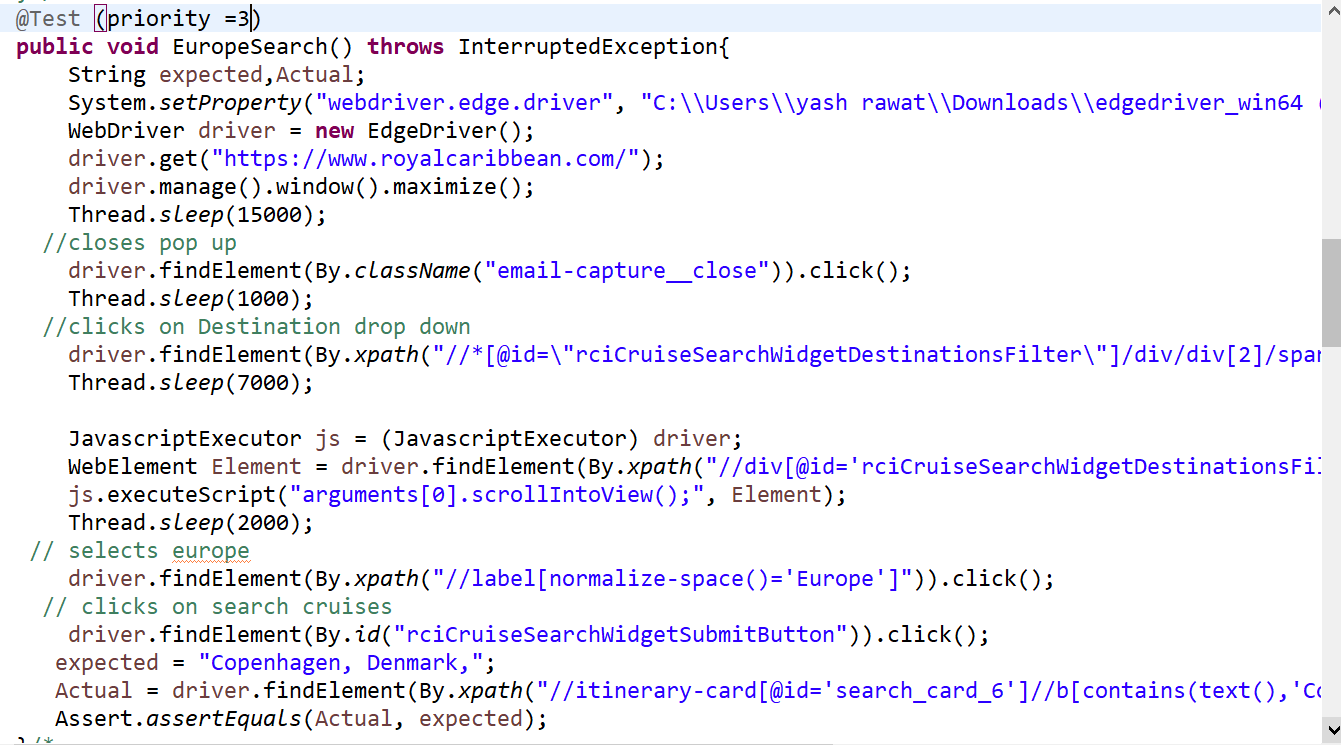 @Test (priority =3)
public void EuropeSearch() throws InterruptedException{
String expected,Actual;
System.setProperty("webdriver.edge.driver", "C:\\Users\\yash rawat\\Downloads\\edgedriver_win64 (
WebDriver driver = new EdgeDriver();
driver.get("https://www.royalcaribbean.com/");
driver.manage().window().maximize();
Thread.sleep(15000);
//closes pop up
driver.findElement(By.className("email-capture__close")).click();
Thread.sleep(1000);
//clicks on Destination drop down
driver.findElement(By.xpath("//*[@id=\"rciCruiseSearchWidgetDestinationsFilter\"]/div/div[2]/span
Thread.sleep(7000);
JavascriptExecutor js = (JavascriptExecutor) driver;
WebElement Element = driver.findElement(By.xpath("//div[@id='rciCruiseSearchWidgetDestinationsFil
js.executeScript("arguments[0].scrollIntoView();", Element);
Thread.sleep(2000);
// selects europe
driver.findElement(By.xpath("//label[normalize-space()='Europe']")).click();
// clicks on search cruises
driver.findElement(By.id("rciCruiseSearchWidgetSubmitButton")).click();
expected = "Copenhagen, Denmark,";
Actual = driver.findElement(By.xpath("//itinerary-card[@id='search_card_6']//b[contains(text(),'Co
Assert.assertEquals(Actual, expected);
}/*